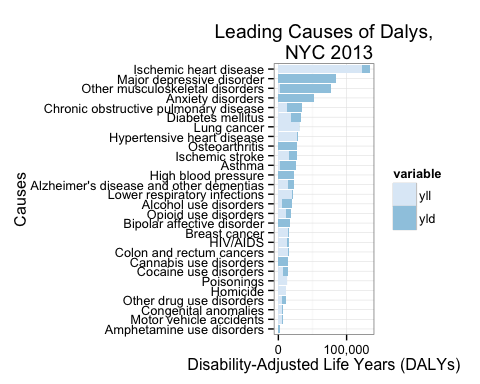 Leading Causes of Dalys,
NYC 2013
Causes
Ischemic heart disease
Major depressive disorder
Other musculoskeletal disorders
Anxiety disorders
Chronic obstructive pulmonary disease
Diabetes mellitus
Lung cancer
Hypertensive heart disease
Osteoarthritis
Ischemic stroke
Asthma
High blood pressure
Alzheimer's disease and other dementias
Lower respiratory infections
Alcohol use disorders
Opioid use disorders
Bipolar affective disorder
Breast cancer
HIV/AIDS
Colon and rectum cancers
Cannabis use disorders
Cocaine use disorders
Poisonings
Homicide
Other drug use disorders
Congenital anomalies
Motor vehicle accidents
Amphetamine use disorders
0 100,000
Disability-Adjusted Life Years (DALYs)
variable
yll
yld